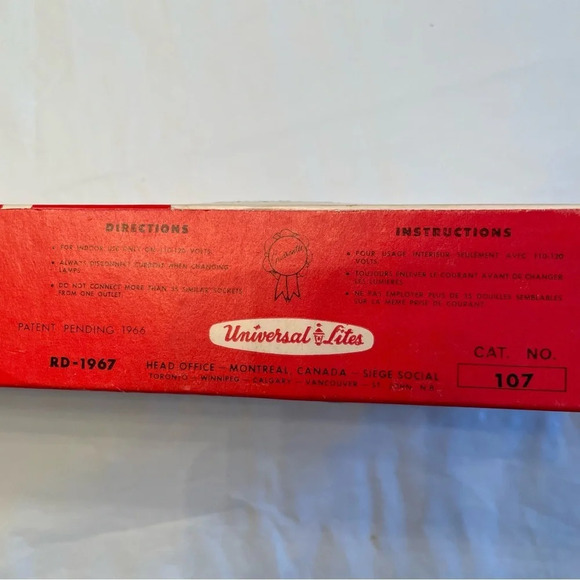 DIRECTIONS
• FOR INDOOR USE ONLY ON 110-120 VOLTS.
• ALWAYS DISCONNECT CURRENT WHEN CHANGING
LAMPS.
• DO NOT CONNECT MORE THAN 35 SIMILAR SOCKETS
FROM ONE OUTLET.
PATENT PENDING 1966
RD-1967
Guarantee
Universal Lites
HEAD OFFICE — MONTREAL, CANADA — SIEGE SOCIAL
TORONTO — WINNIPEG — CALGARY — VANCOUVER — ST. JOHN, N.B.
INSTRUCTIONS
• POUR USAGE INTERIEUR SEULEMENT AVEC 110-120
VOLTS.
• TOUJOURS ENLEVER LE COURANT AVANT DE CHANGER
LES LUMIERES
• NE PAS EMPLOYER PLUS DE 35 DOUILLES SEMBLABLES
SUR LA MEME PRISE DE COURANT.
CAT. NO.
107